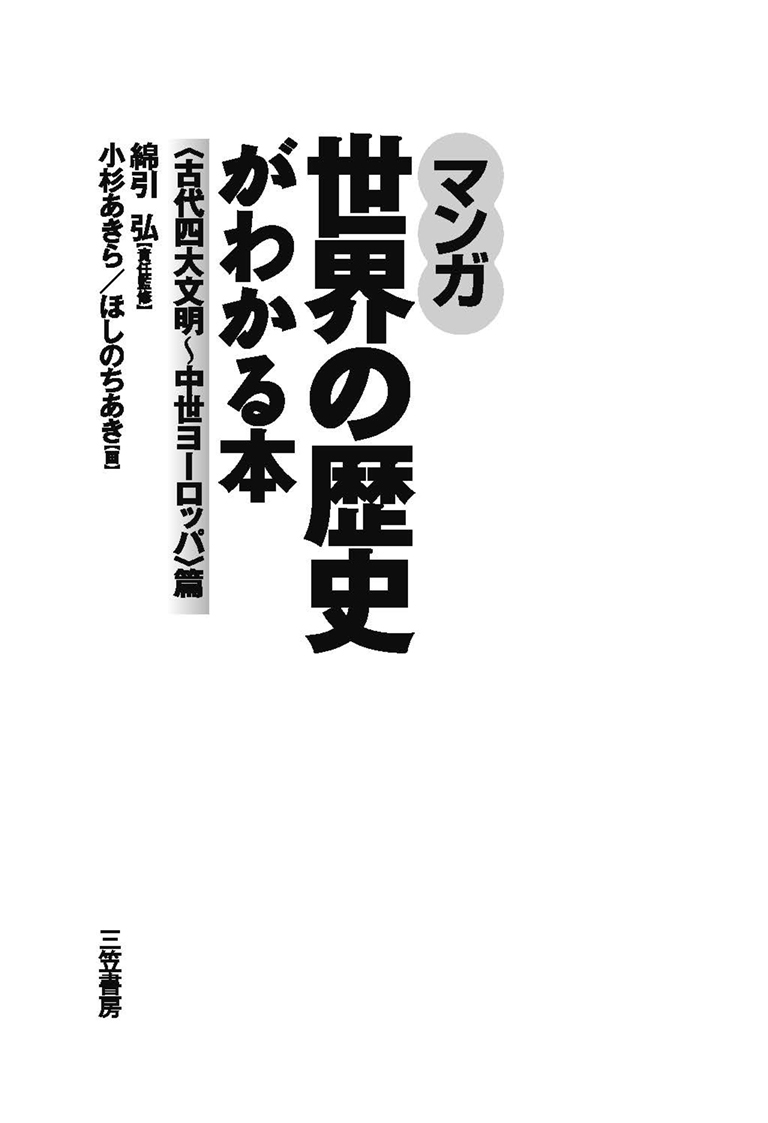 マンガ
世界の歴史
がわかる本
〈古代四大文明~中世ヨーロッパ〉篇
綿引 弘【責任監修】
小杉あきら/ほしのちあき【画】
三笠書房